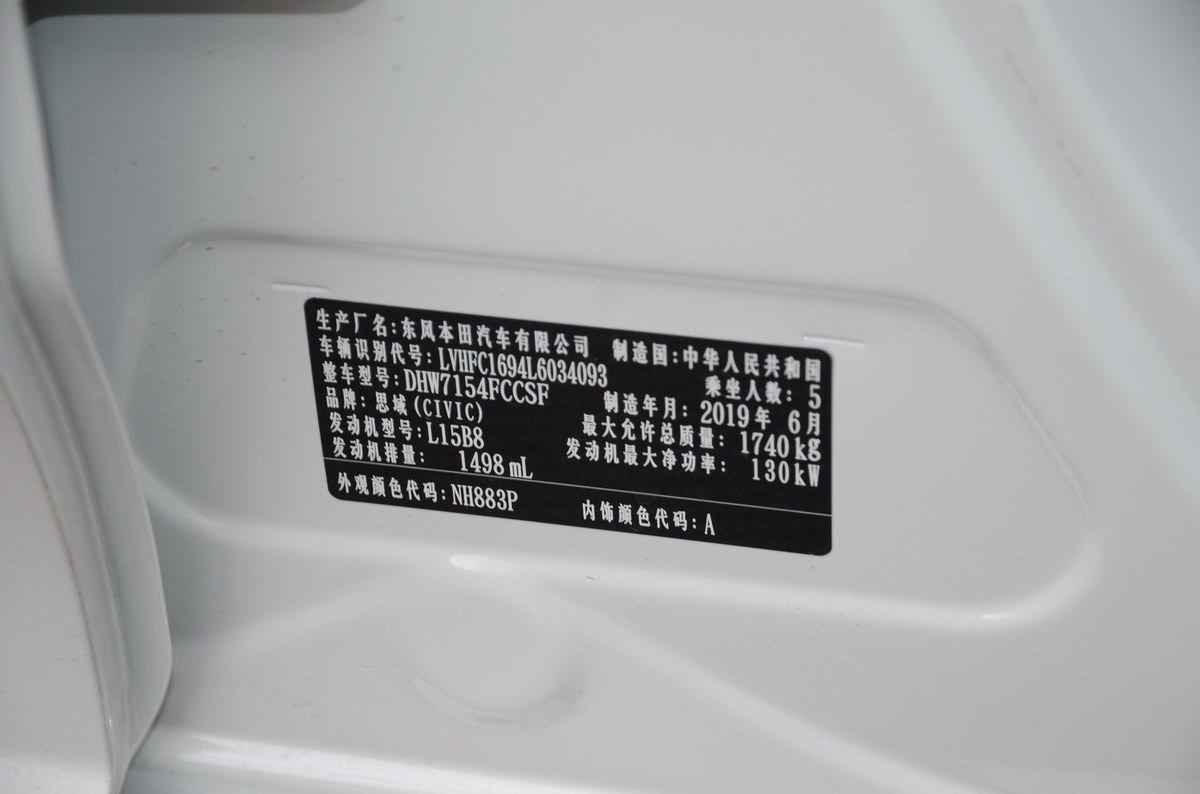 生产厂名:东风本田汽车有限公司 制造国:中华人民共和国
车辆识别代号:LVHFC1694L6034093 乘坐人数: 5
整车型号:DHW7154FCCSF 制造年月: 2019年 6月
品牌: 思域(CIVIC) 最大允许总质量: 1740kg
发动机型号:L15B8 发动机最大净功率: 130kW
发动机排量: 1498mL
外观颜色代码:NH883P 内饰颜色代码:A